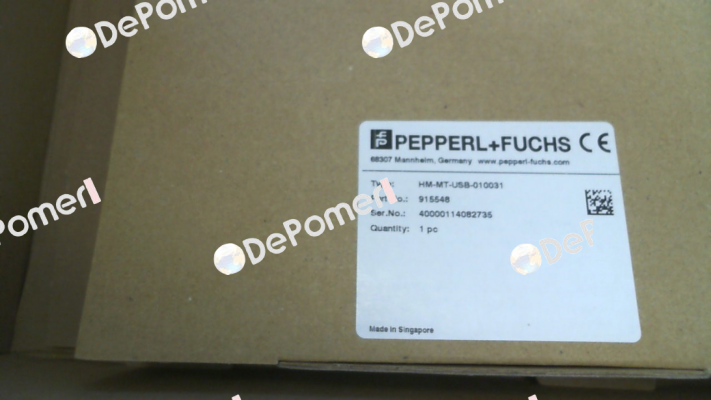 DePomerl
DePomerl
PEPPERL+FUCHS CE
68307 Mannheim, Germany www.pepperl-fuchs.com
HM-MT-USB-010031
915548
Ser.No.: 40000114082735
Quantity: 1 pc
Made in Singapore
DePomerl